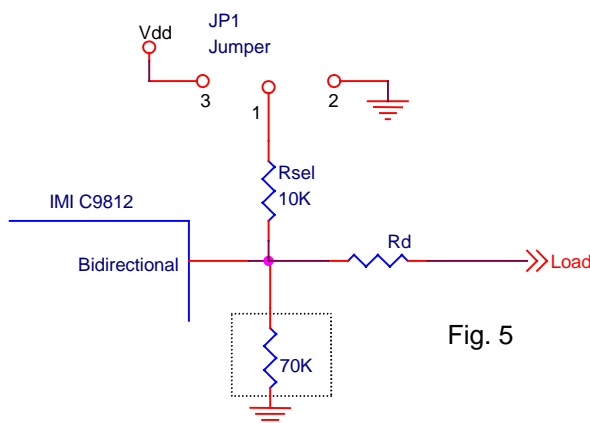 JP1
Vdd
Jumper
3
2
1
Rsel
10K
IMI C9812
Rd
Bidirectional
Load
Fig. 5
70K